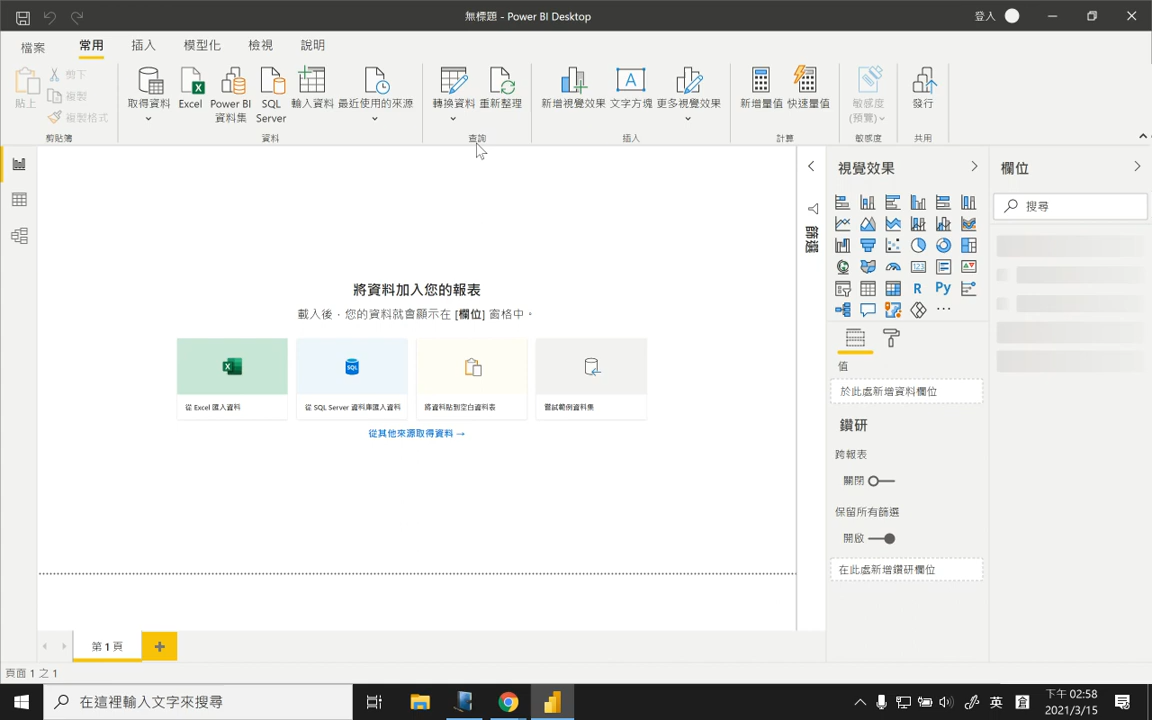 無標題 - Power BI Desktop
登入
檔案 常用 插入 模型化 檢視 說明
貼上
剪下
複製
複製格式
剪貼簿
取得資料
Excel
Power BI 資料集
SQL Server
輸入資料
最近使用的來源
資料
轉換資料
重新整理
查詢
新增視覺效果
文字方塊
更多視覺效果
插入
新增量值
快速量值
計算
敏感度
(預覽)
敏感度
發行
共用
將資料加入您的報表
載入後，您的資料就會顯示在 [欄位] 窗格中。
從 Excel 匯入資料
從 SQL Server 資料庫匯入資料
將資料貼到空白資料表
嘗試範例資料集
從其他來源取得資料 →
篩選
視覺效果
123
R
Py
值
於此處新增資料欄位
鑽研
跨報表
關閉
保留所有篩選
開啟
在此處新增鑽研欄位
欄位
搜尋
第 1 頁
頁面 1 之 1
在這裡輸入文字來搜尋
英
倉
下午 02:58
2021/3/15